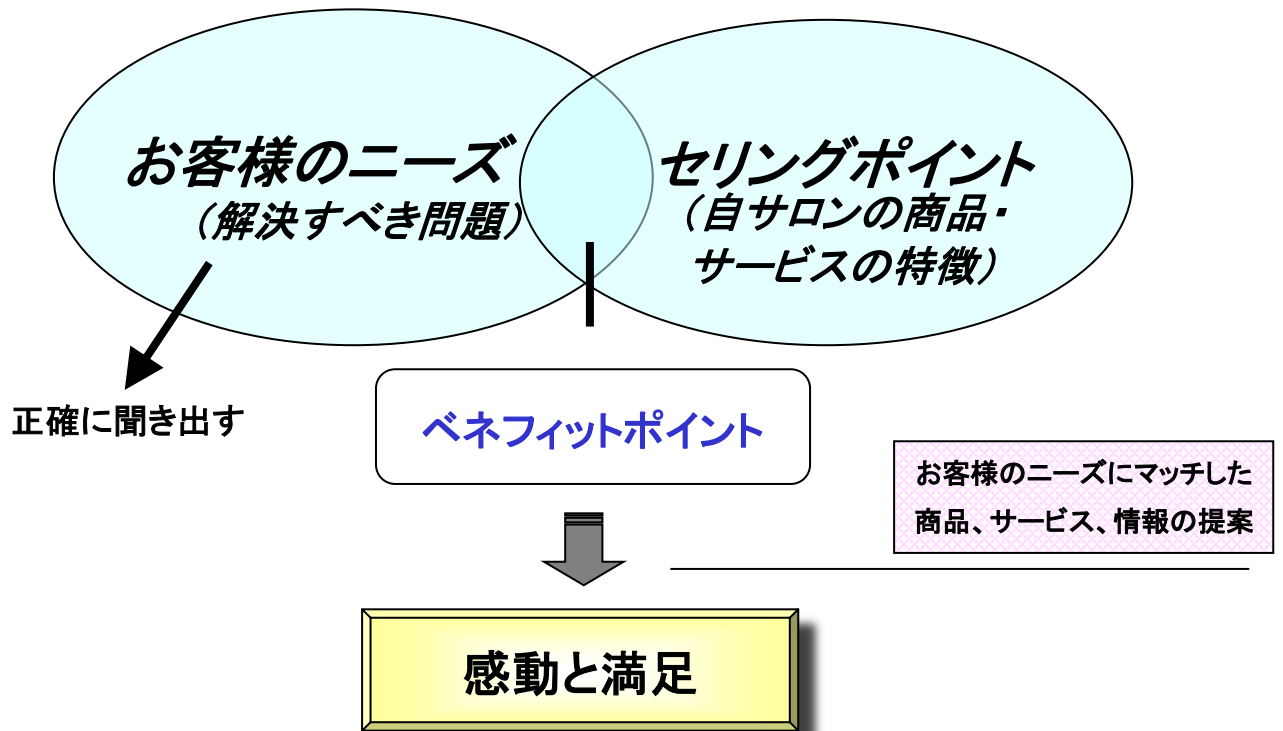 お客様のニーズ
（解決すべき問題）
セリングポイント
（自サロンの商品・
サービスの特徴）
正確に聞き出す
ベネフィットポイント
お客様のニーズにマッチした
商品、サービス、情報の提案
感動と満足